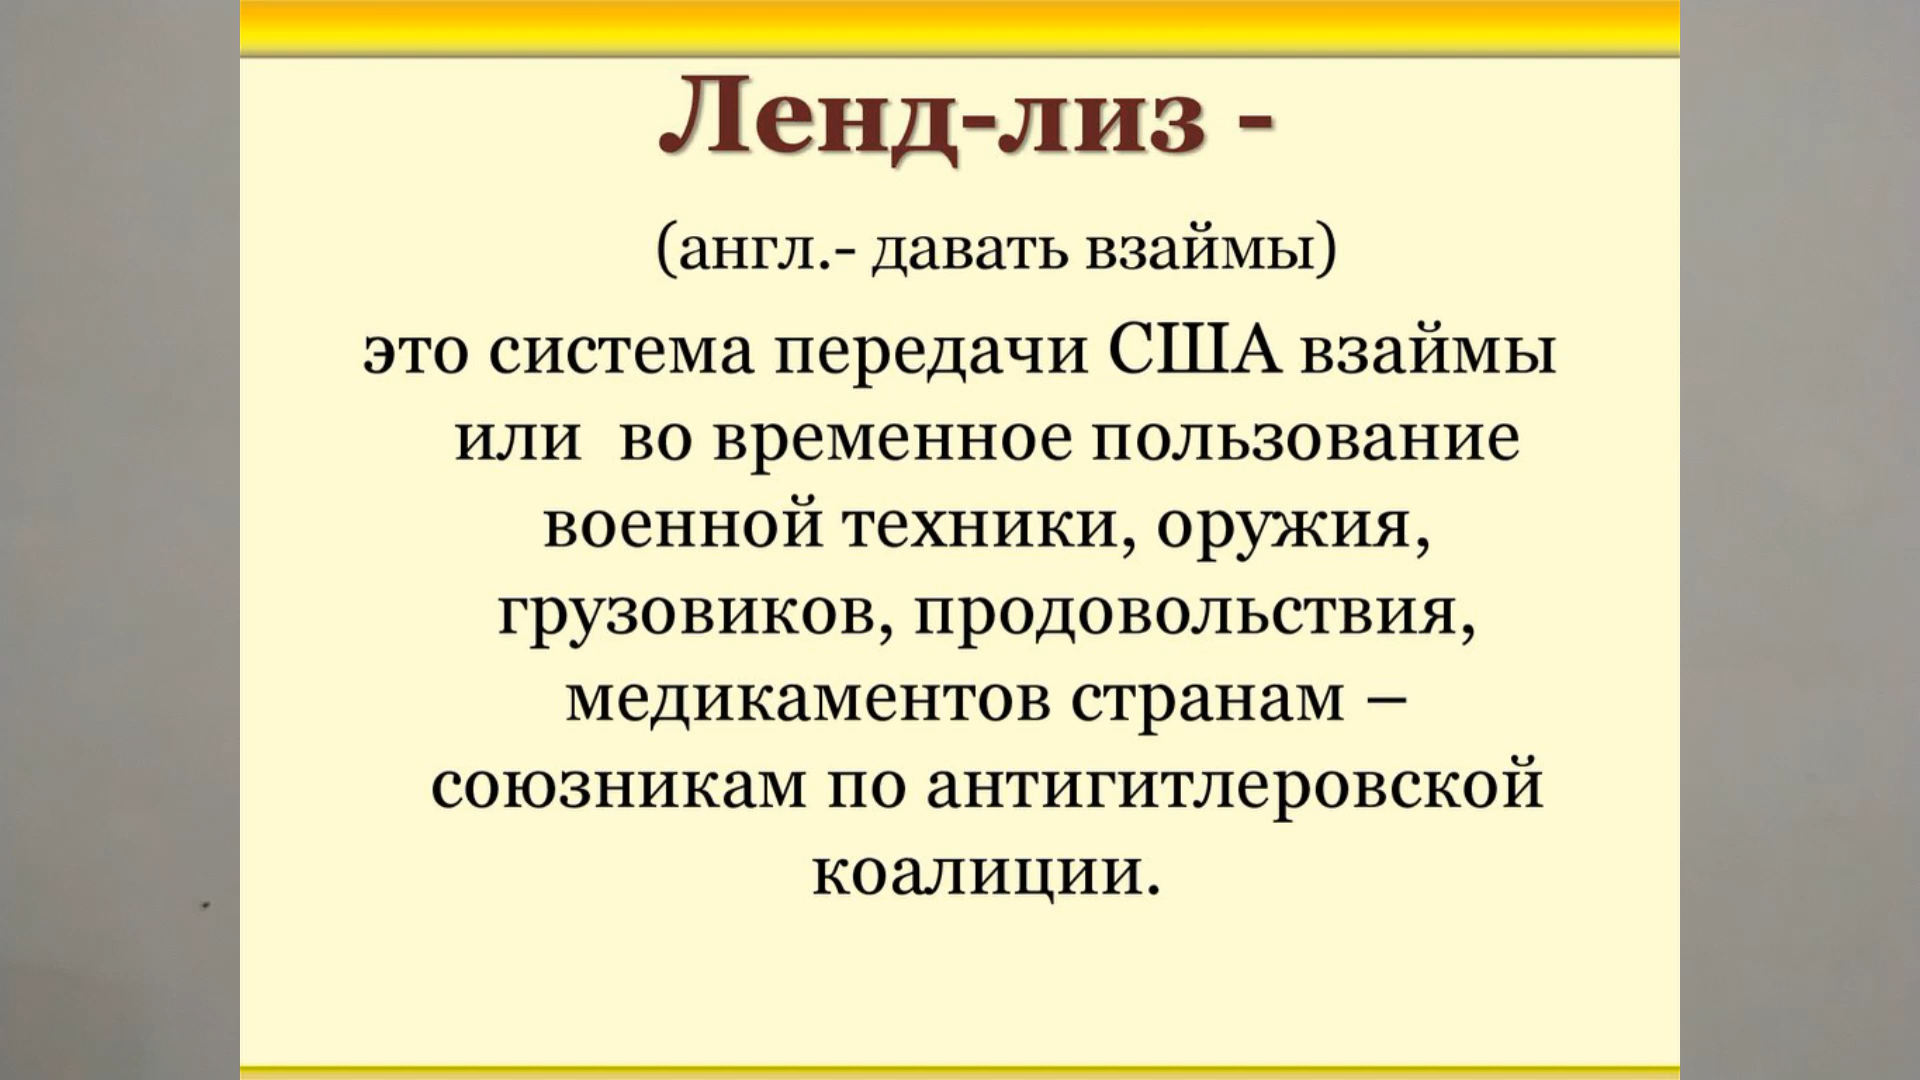 Ленд-лиз -
(англ.- давать взаймы)
это система передачи США взаймы
или  во временное пользование
военной техники, оружия,
грузовиков, продовольствия,
медикаментов странам –
союзникам по антигитлеровской
коалиции.